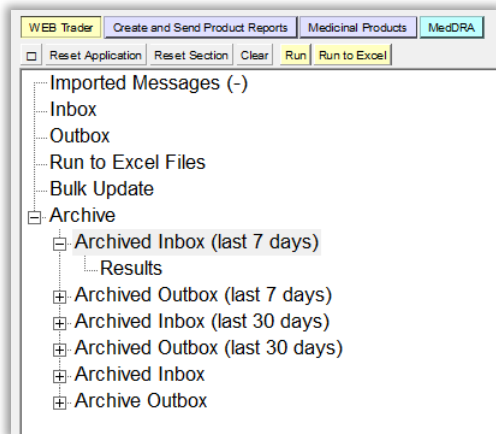 WEB Trader Create and Send Product Reports Medicinal Products MedDRA
Reset Application Reset Section Clear Run Run to Excel
Imported Messages (-)
Inbox
Outbox
Run to Excel Files
Bulk Update
Archive
Archived Inbox (last 7 days)
Results
Archived Outbox (last 7 days)
Archived Inbox (last 30 days)
Archived Outbox (last 30 days)
Archived Inbox
Archive Outbox